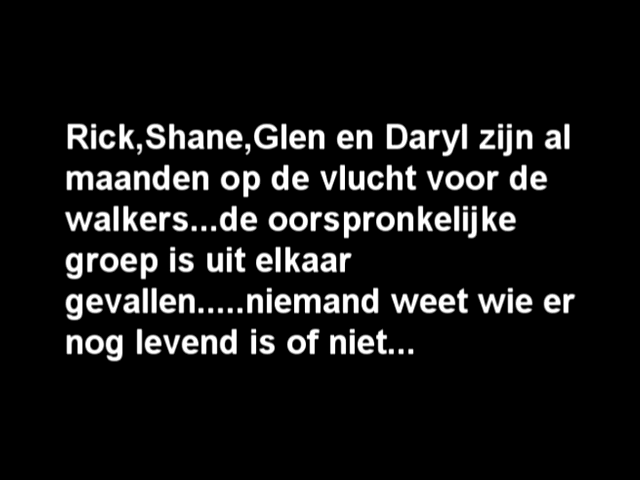 Rick,Shane,Glen en Daryl zijn al
maanden op de vlucht voor de
walkers...de oorspronkelijke
groep is uit elkaar
gevallen.....niemand weet wie er
nog levend is of niet...